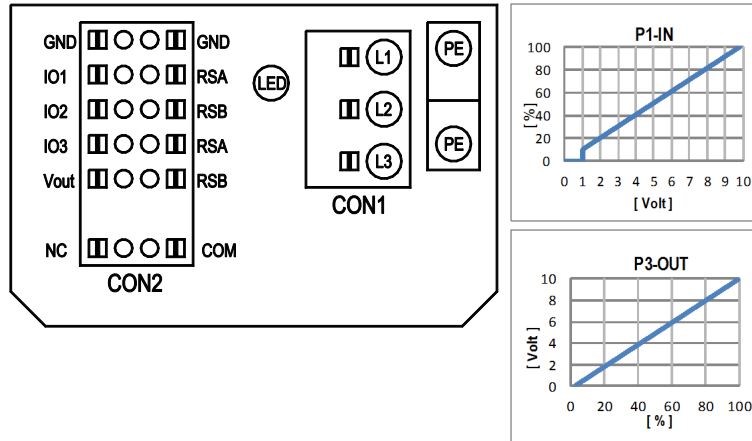 GND GND
IO1 RSA
IO2 RSB
IO3 RSA
Vout RSB
NC COM
CON2
LED
L1
L2
L3
CON1
PE
PE
P1-IN
[ % ]
100
80
60
40
20
0
0 1 2 3 4 5 6 7 8 9 10
[ Volt ]
P3-OUT
[ Volt ]
10
8
6
4
2
0
0 20 40 60 80 100
[ % ]